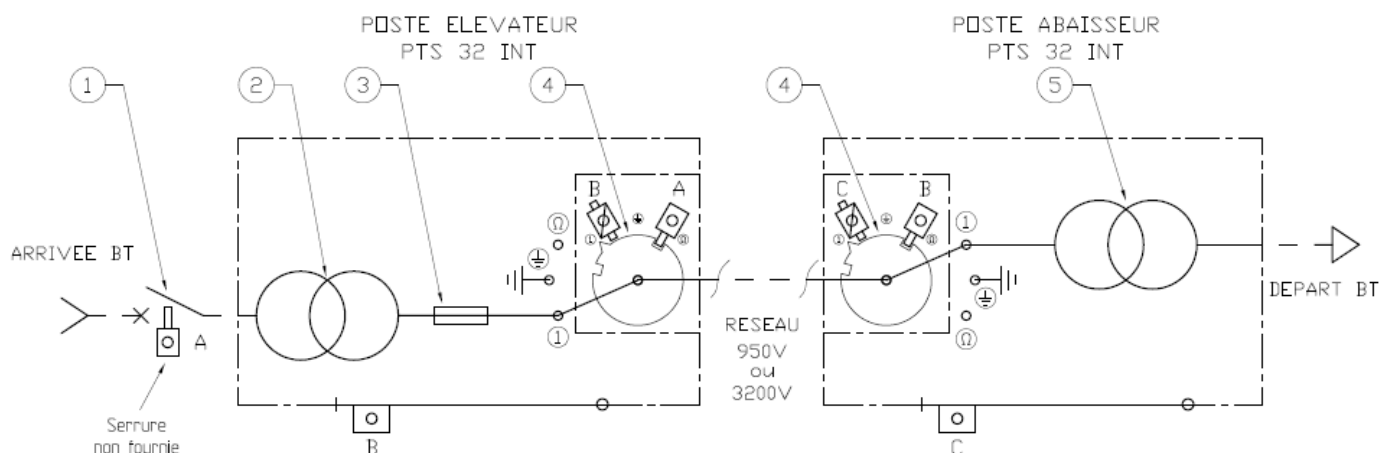 POSTE ELEVATEUR
PTS 32 INT
POSTE ABAISSEUR
PTS 32 INT
1
2
3
4
4
5
B
A
C
B
Ω
1
ARRIVEE BT
A
1
RESEAU
950V
ou
3200V
Ω
DEPART BT
Serrure
non fournie
B
C